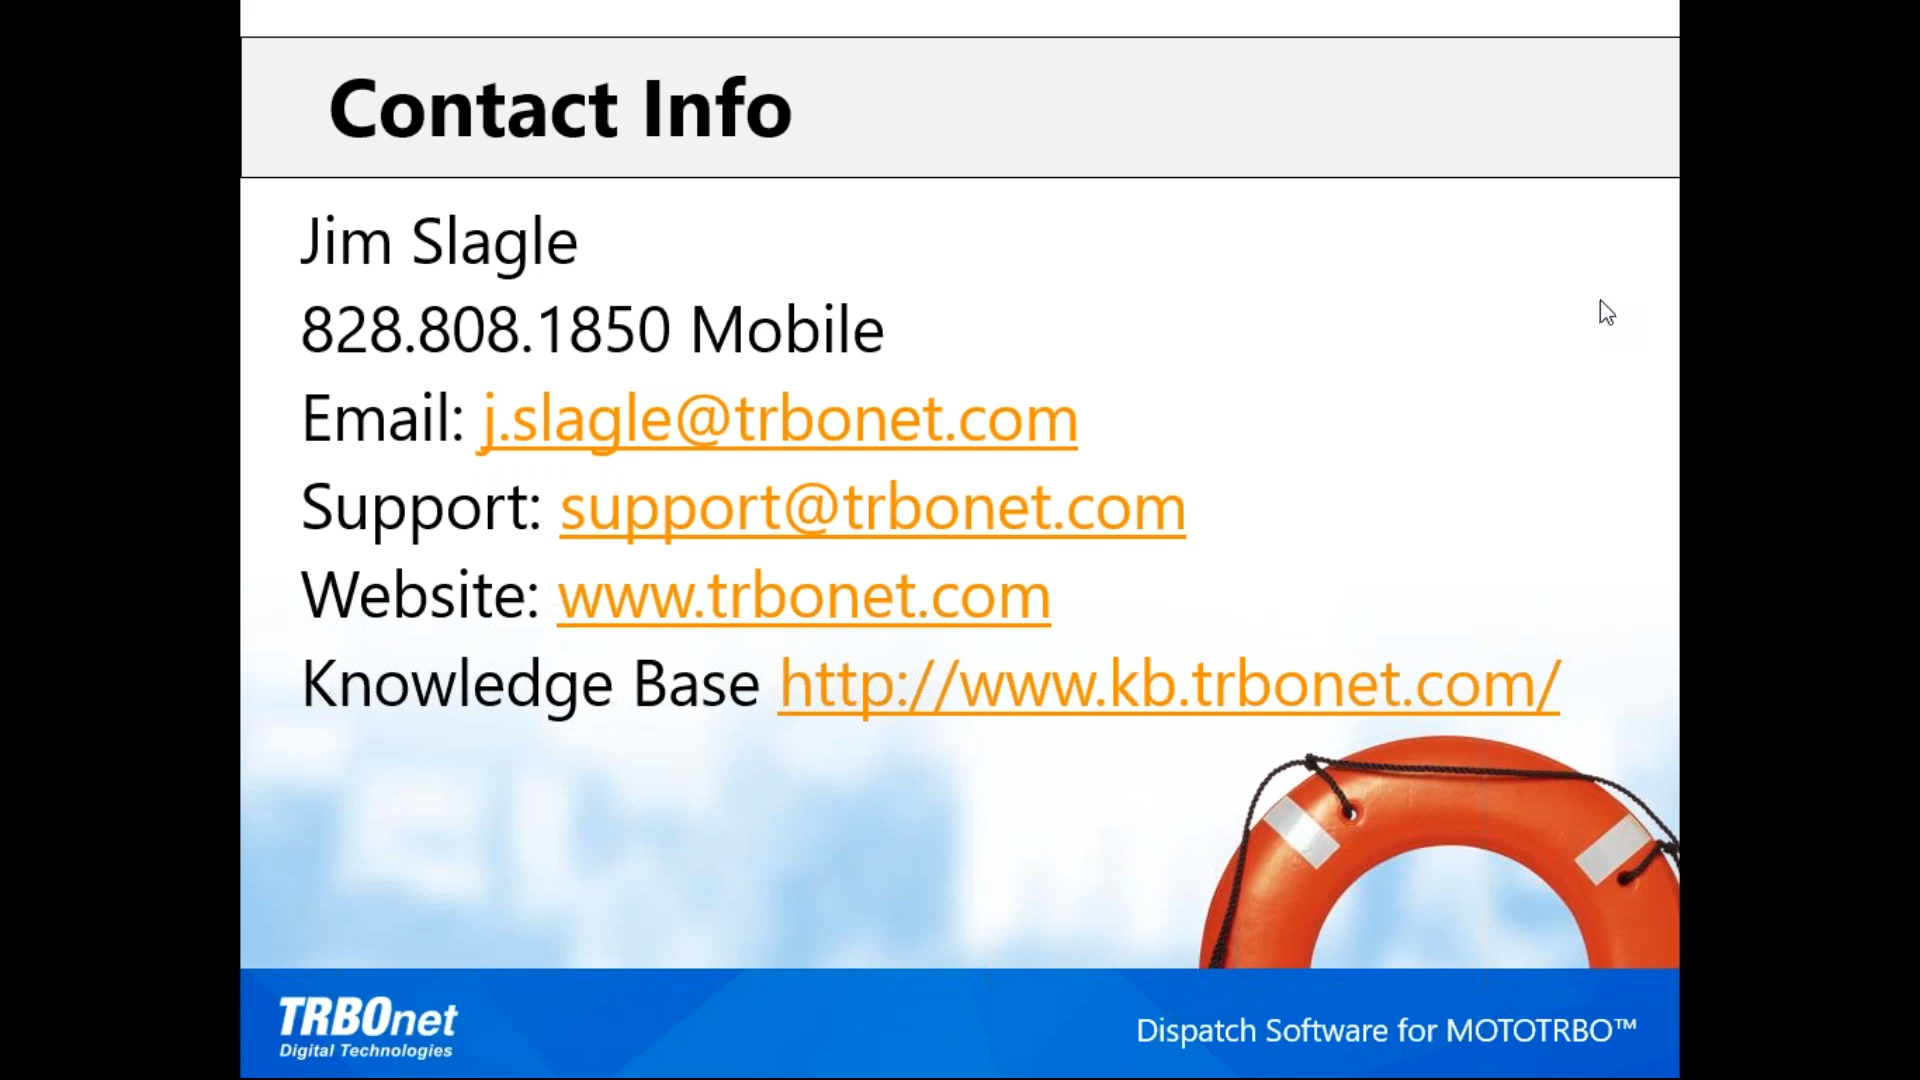 Contact Info
Jim Slagle
828.808.1850 Mobile
Email: j.slagle@trbonet.com
Support: support@trbonet.com
Website: www.trbonet.com
Knowledge Base http://www.kb.trbonet.com/
TRBOnet
Digital Technologies
Dispatch Software for MOTOTRBO™